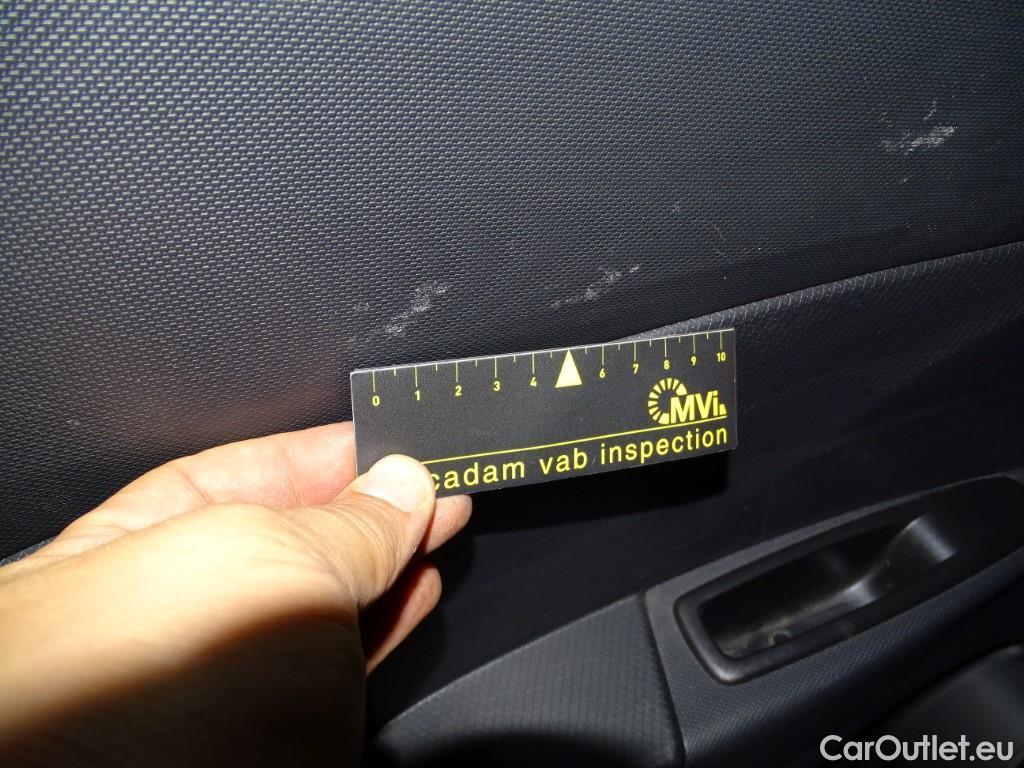 0 1 2 3 4 6 7 8 9 10
MVi
cadam vab inspection
CarOutlet.eu